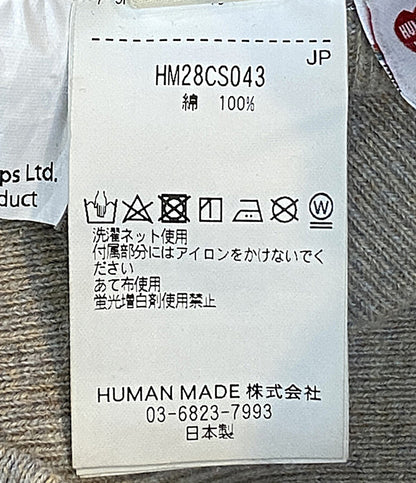 JP
HM28CS043
綿 100%
W
洗濯ネット使用
付属部分にはアイロンをかけないでく
ださい
あて布使用
蛍光増白剤使用禁止
HUMAN MADE 株式会社
03-6823-7993
日本製
ps Ltd.
duct
HU